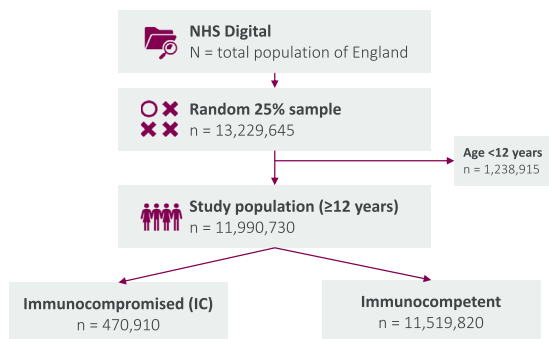 NHS Digital
N = total population of England
Random 25% sample
n = 13,229,645
Age <12 years
n = 1,238,915
Study population (≥12 years)
n = 11,990,730
Immunocompromised (IC)
n = 470,910
Immunocompetent
n = 11,519,820